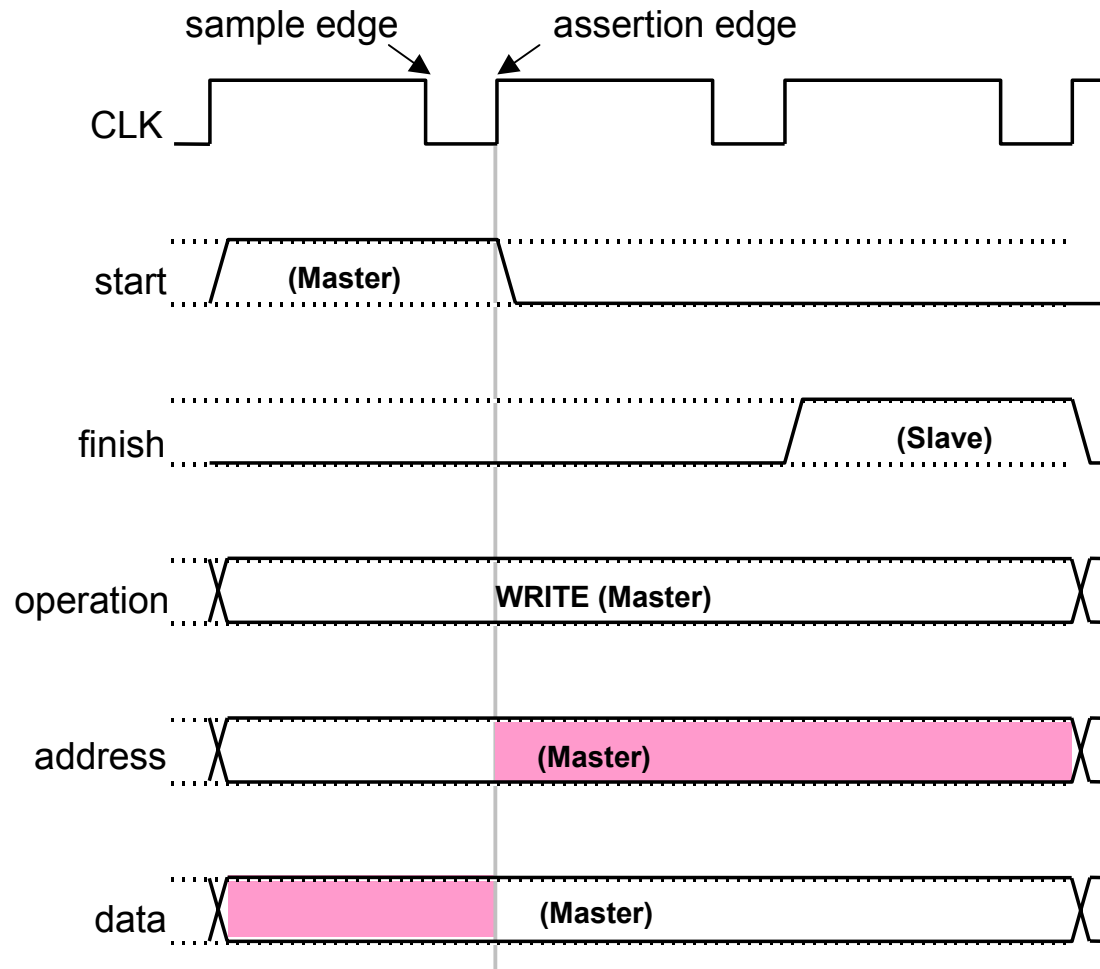 sample edge
assertion edge
CLK
start
(Master)
finish
(Slave)
operation
WRITE (Master)
address
(Master)
data
(Master)